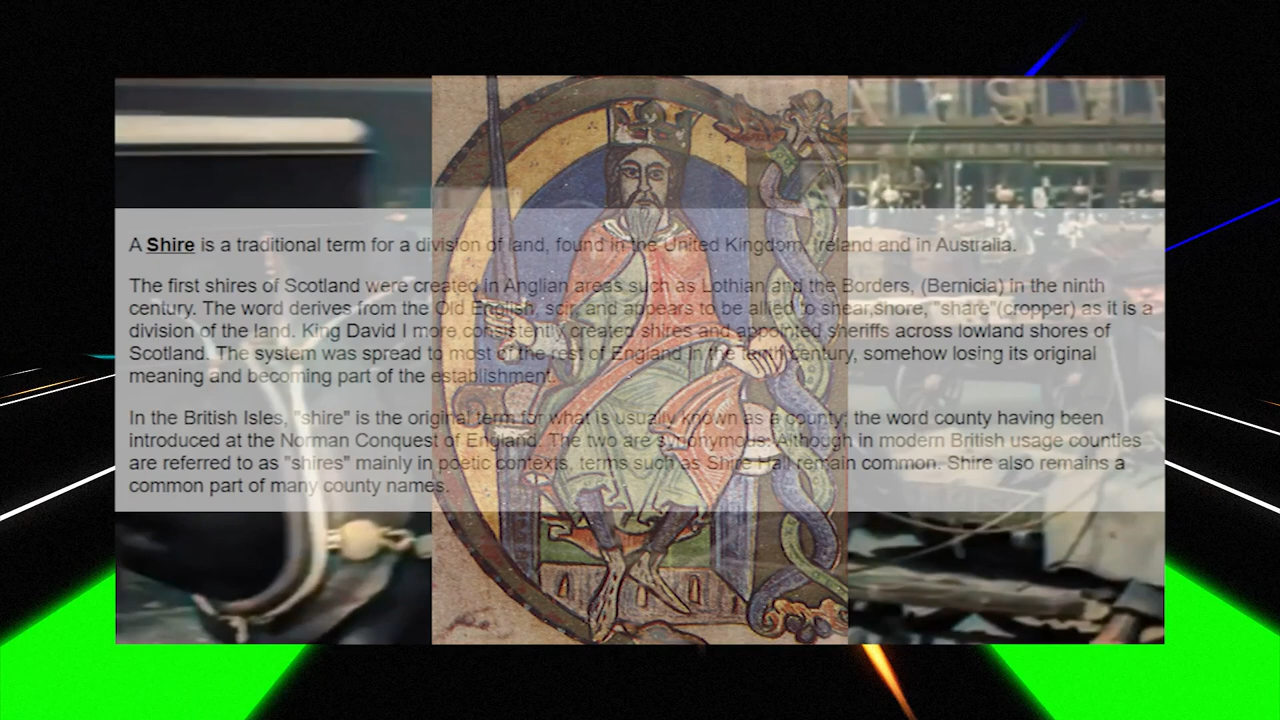 A Shire is a traditional term for a division of land, found in the United Kingdom, Ireland and in Australia.
The first shires of Scotland were created in Anglian areas such as Lothian and the Borders, (Bernicia) in the ninth
century. The word derives from the Old English, scir and appears to be allied to shear,shore, "share"(cropper) as it is a
division of the land. King David I more consistently created shires and appointed sheriffs across lowland shores of
Scotland. The system was spread to most of the rest of England in the tenth century, somehow losing its original
meaning and becoming part of the establishment.
In the British Isles, "shire" is the original term for what is usually known as a county; the word county having been
introduced at the Norman Conquest of England. The two are synonymous. Although in modern British usage counties
are referred to as "shires" mainly in poetic contexts, terms such as Shire Hall remain common. Shire also remains a
common part of many county names.